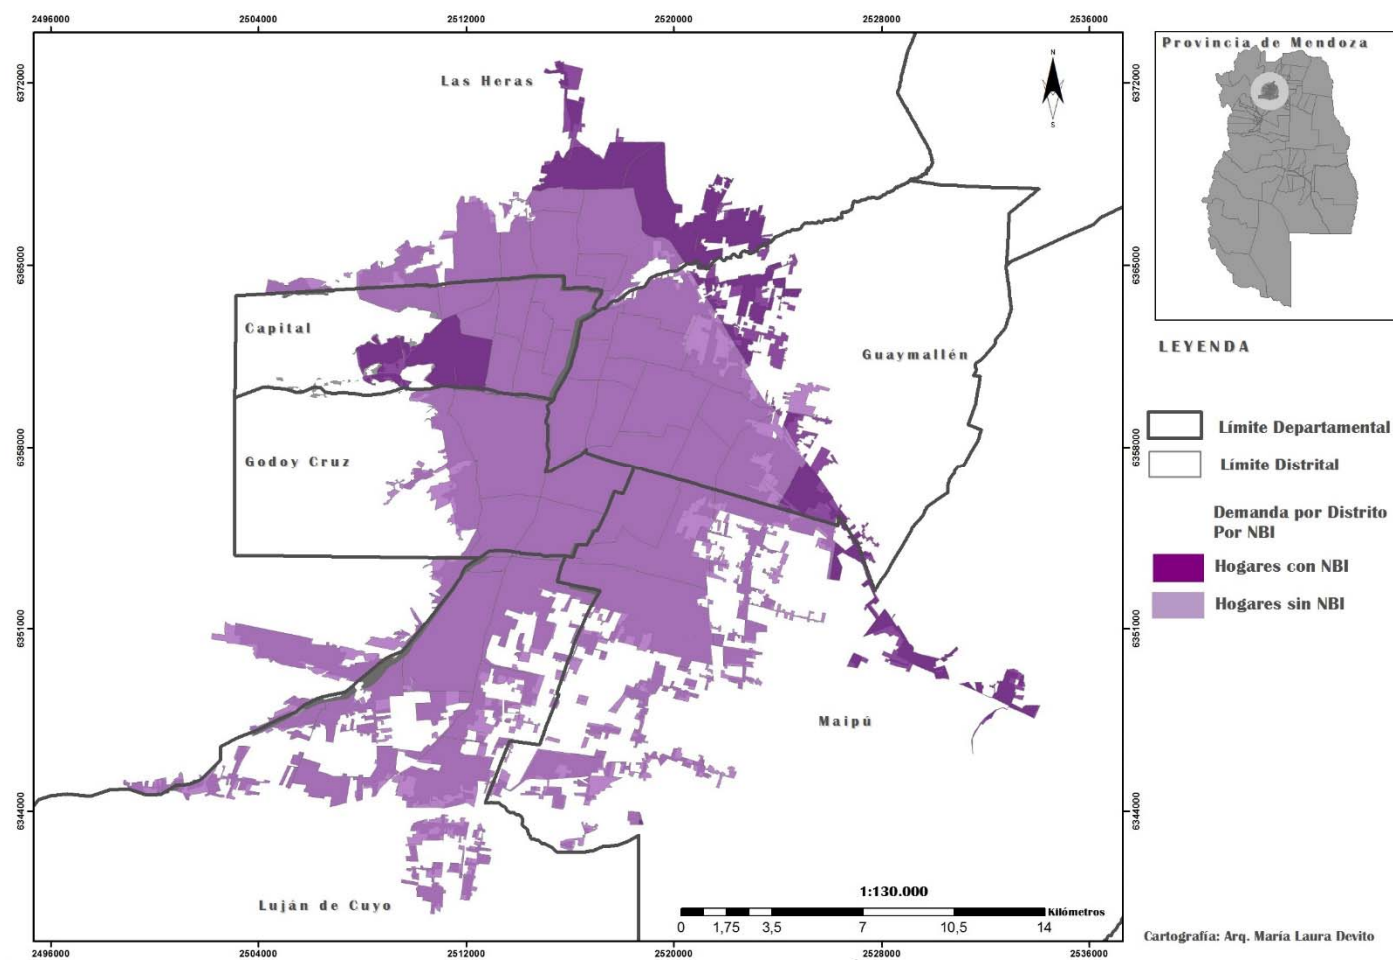 2496000
2504000
2512000
2520000
2528000
2536000
Provincia de Mendoza
6372000
Las Heras
N
S
6372000
6365000
6365000
Capital
Guaymallén
LEYENDA
Límite Departamental
6358000
Godoy Cruz
6358000
Límite Distrital
Demanda por Distrito
Por NBI
Hogares con NBI
Hogares sin NBI
6351000
6351000
Maipú
6344000
6344000
Luján de Cuyo
1:130.000
Kilómetros
0 1,75 3,5 7 10,5 14
Cartografía: Arq. María Laura Devito
2496000
2504000
2512000
2520000
2528000
2536000